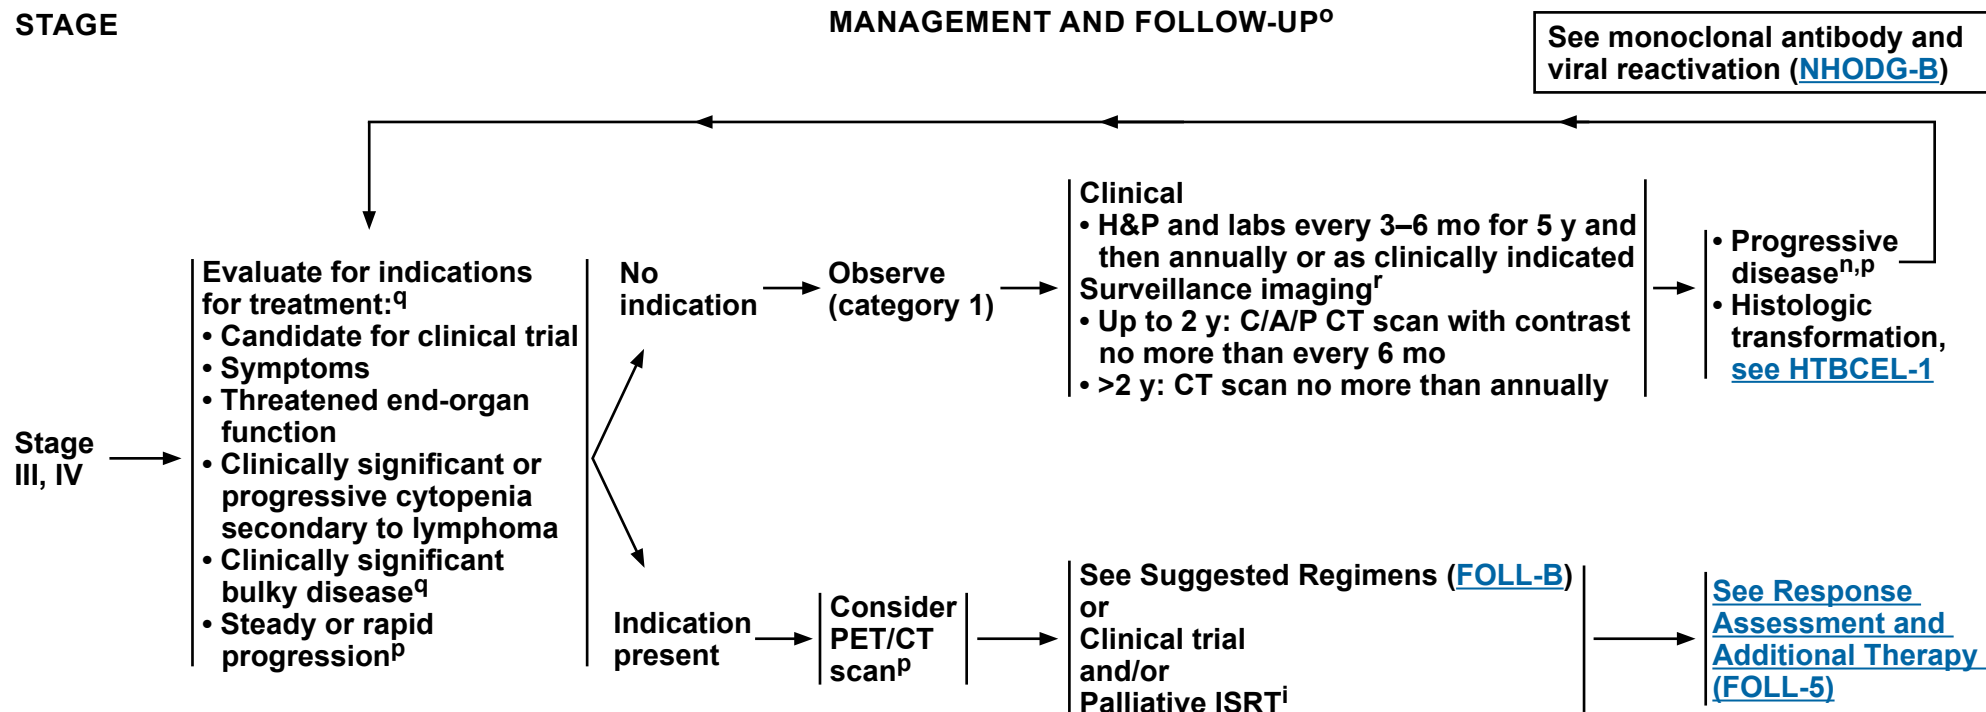 STAGE
MANAGEMENT AND FOLLOW-UPo
See monoclonal antibody and
viral reactivation (NHODG-B)
Stage
III, IV
Evaluate for indications
for treatment:q
• Candidate for clinical trial
• Symptoms
• Threatened end-organ
function
• Clinically significant or
progressive cytopenia
secondary to lymphoma
• Clinically significant
bulky diseaseq
• Steady or rapid
progressionp
No
indication
Observe
(category 1)
Clinical
• H&P and labs every 3–6 mo for 5 y and
then annually or as clinically indicated
Surveillance imagingr
• Up to 2 y: C/A/P CT scan with contrast
no more than every 6 mo
• >2 y: CT scan no more than annually
• Progressive
diseasen,p
• Histologic
transformation,
see HTBCEL-1
Indication
present
Consider
PET/CT
scanp
See Suggested Regimens (FOLL-B)
or
Clinical trial
and/or
Palliative ISRTi
See Response
Assessment and
Additional Therapy
(FOLL-5)